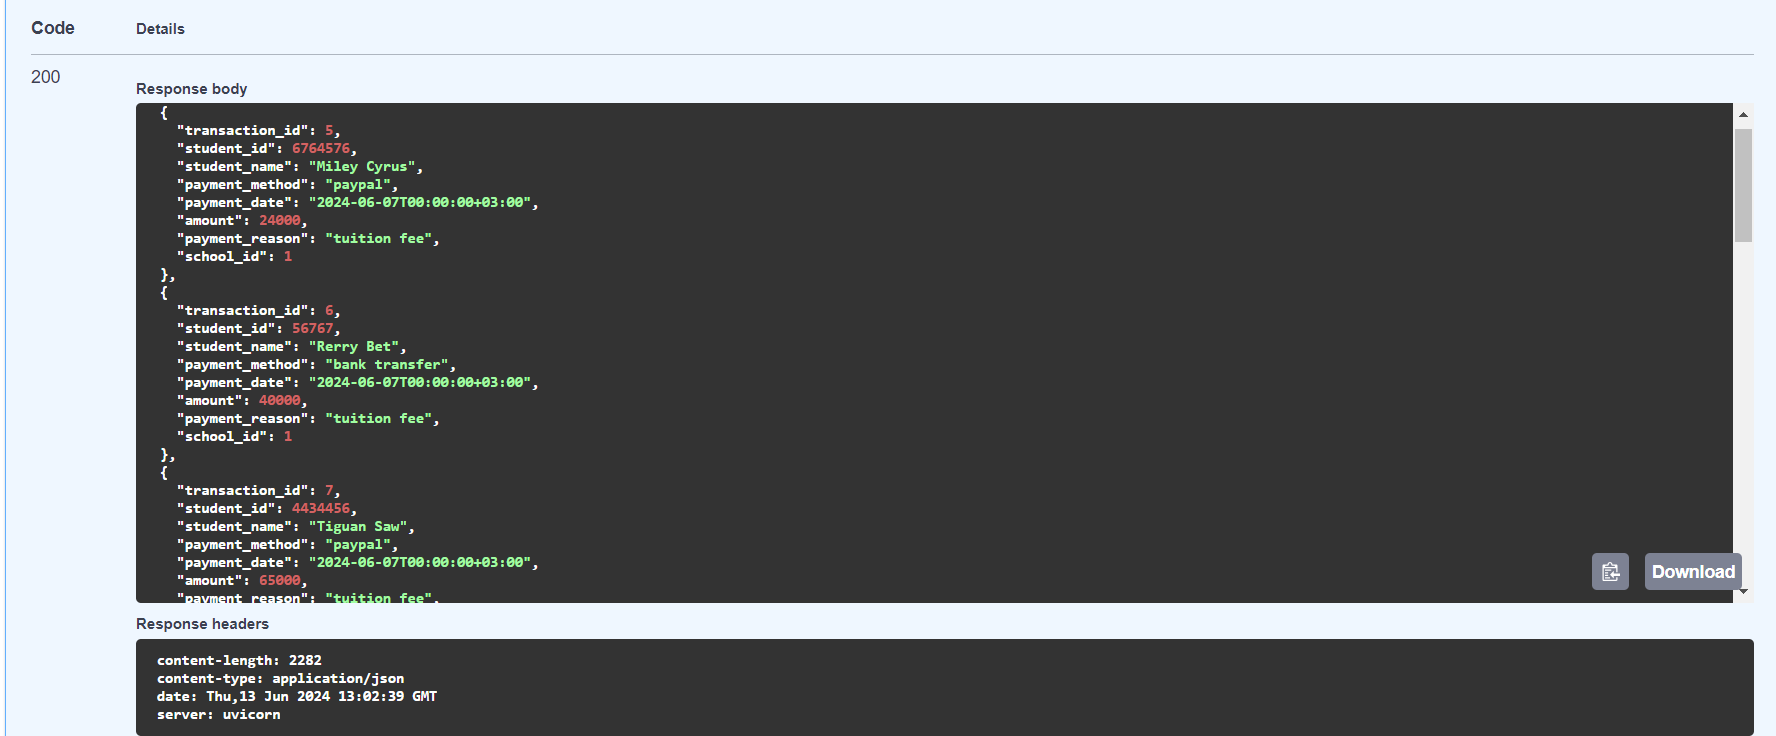 Code Details
200
Response body
{
"transaction_id": 5,
"student_id": 6764576,
"student_name": "Miley Cyrus",
"payment_method": "paypal",
"payment_date": "2024-06-07T00:00:00+03:00",
"amount": 24000,
"payment_reason": "tuition fee",
"school_id": 1
},
{
"transaction_id": 6,
"student_id": 56767,
"student_name": "Rerry Bet",
"payment_method": "bank transfer",
"payment_date": "2024-06-07T00:00:00+03:00",
"amount": 40000,
"payment_reason": "tuition fee",
"school_id": 1
},
{
"transaction_id": 7,
"student_id": 4434456,
"student_name": "Tiguan Saw",
"payment_method": "paypal",
"payment_date": "2024-06-07T00:00:00+03:00",
"amount": 65000,
"payment_reason": "tuition fee",
Download
Response headers
content-length: 2282
content-type: application/json
date: Thu,13 Jun 2024 13:02:39 GMT
server: uvicorn